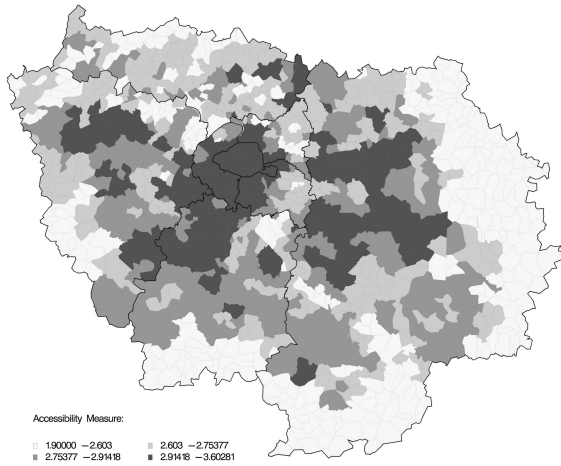 Accessibility Measure:
1.90000 – 2.603 2.603 – 2.75377
2.75377 – 2.91418 2.91418 – 3.60281